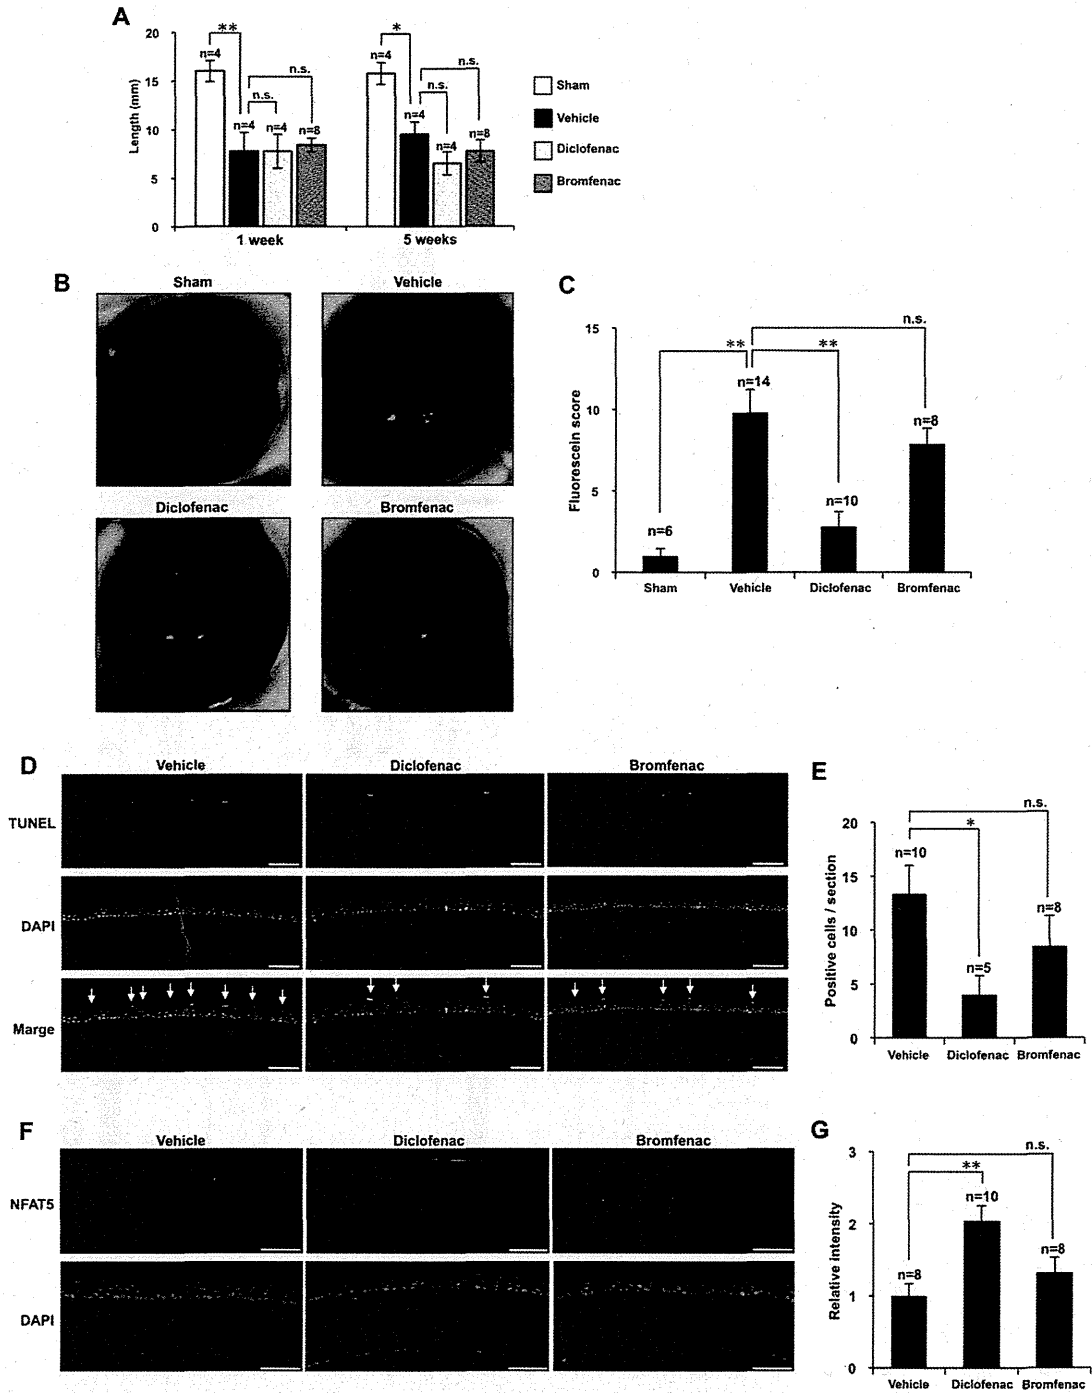 A
20
15
10
5
0
Length (mm)
n=4
**
n=4
n=4
n=8
n.s.
n.s.
n=4
*
n=4
n=4
n=8
n.s.
n.s.
1 week
5 weeks
Sham
Vehicle
Diclofenac
Bromfenac
B
Sham
Vehicle
Diclofenac
Bromfenac
C
15
10
5
0
Fluorescein score
n.s.
**
**
n=6
n=14
n=10
n=8
Sham
Vehicle
Diclofenac
Bromfenac
D
Vehicle
Diclofenac
Bromfenac
TUNEL
DAPI
Marge
E
20
15
10
5
0
Positive cells / section
n.s.
*
n=10
n=5
n=8
Vehicle
Diclofenac
Bromfenac
F
Vehicle
Diclofenac
Bromfenac
NFAT5
DAPI
G
3
2
1
0
Relative intensity
n.s.
**
n=8
n=10
n=8
Vehicle
Diclofenac
Bromfenac